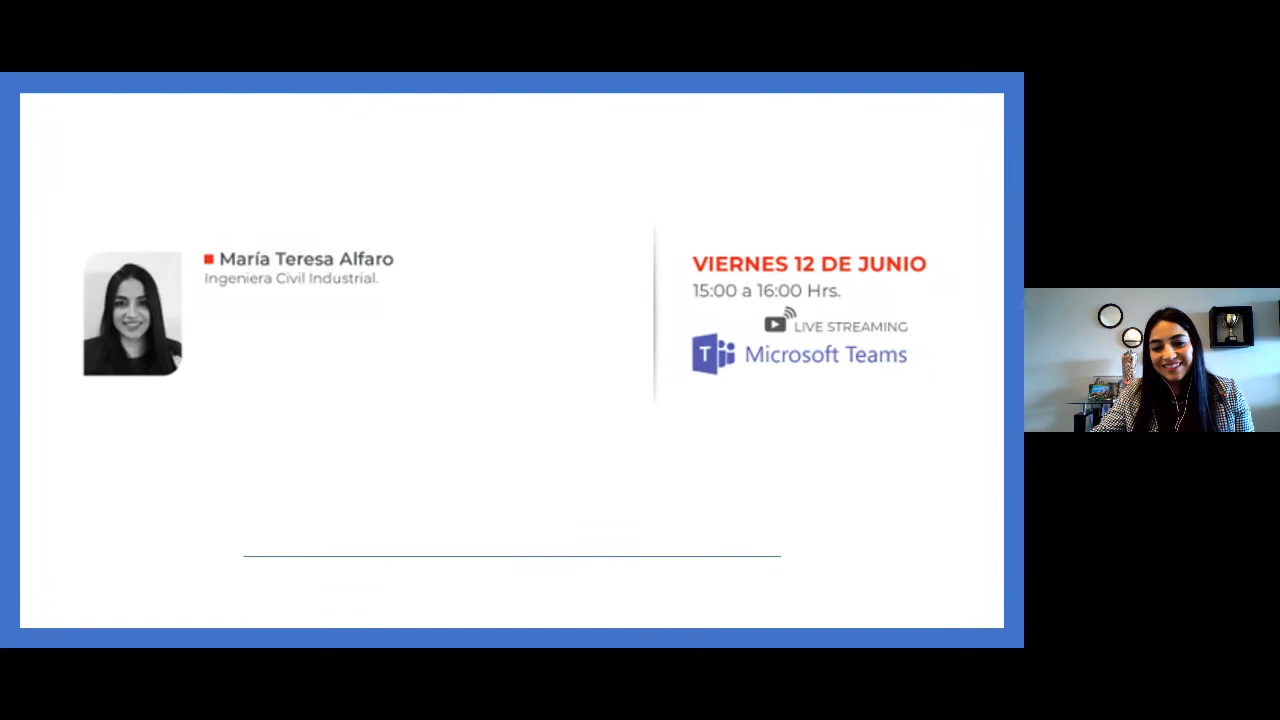 María Teresa Alfaro
Ingeniera Civil Industrial.
VIERNES 12 DE JUNIO
15:00 a 16:00 Hrs.
LIVE STREAMING
T
Microsoft Teams